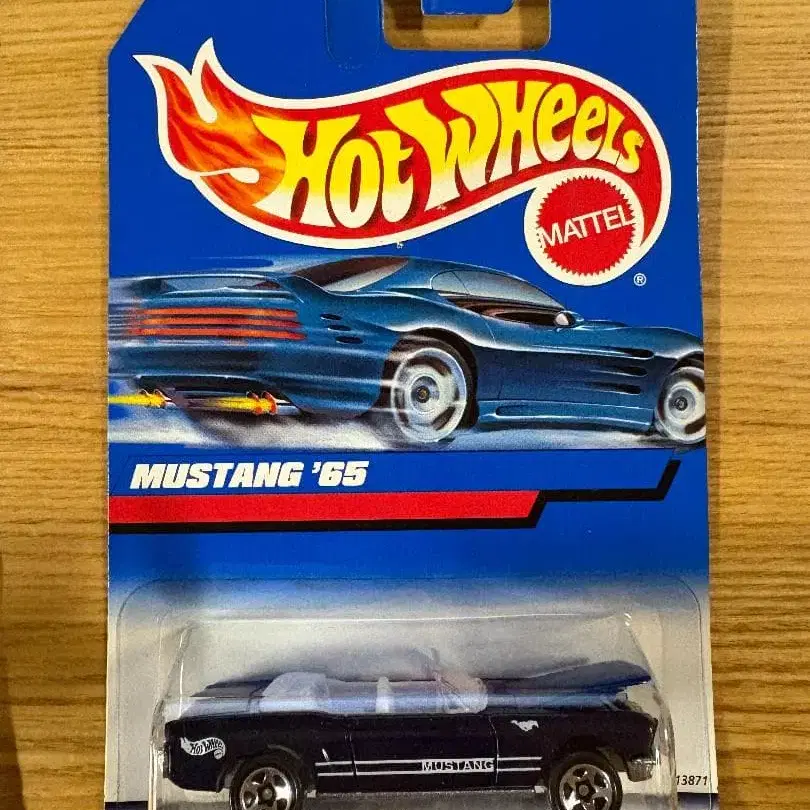 HOT WHEELS
MATTEL
®
MUSTANG '65
HOT WHEELS
MUSTANG
13871